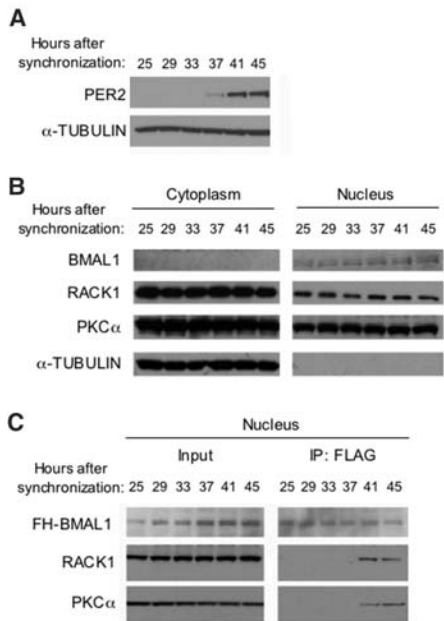 A
Hours after
synchronization: 25 29 33 37 41 45
PER2
α-TUBULIN
B
Cytoplasm Nucleus
Hours after
synchronization: 25 29 33 37 41 45 25 29 33 37 41 45
BMAL1
RACK1
PKCα
α-TUBULIN
C
Nucleus
Input IP: FLAG
Hours after
synchronization: 25 29 33 37 41 45 25 29 33 37 41 45
FH-BMAL1
RACK1
PKCα